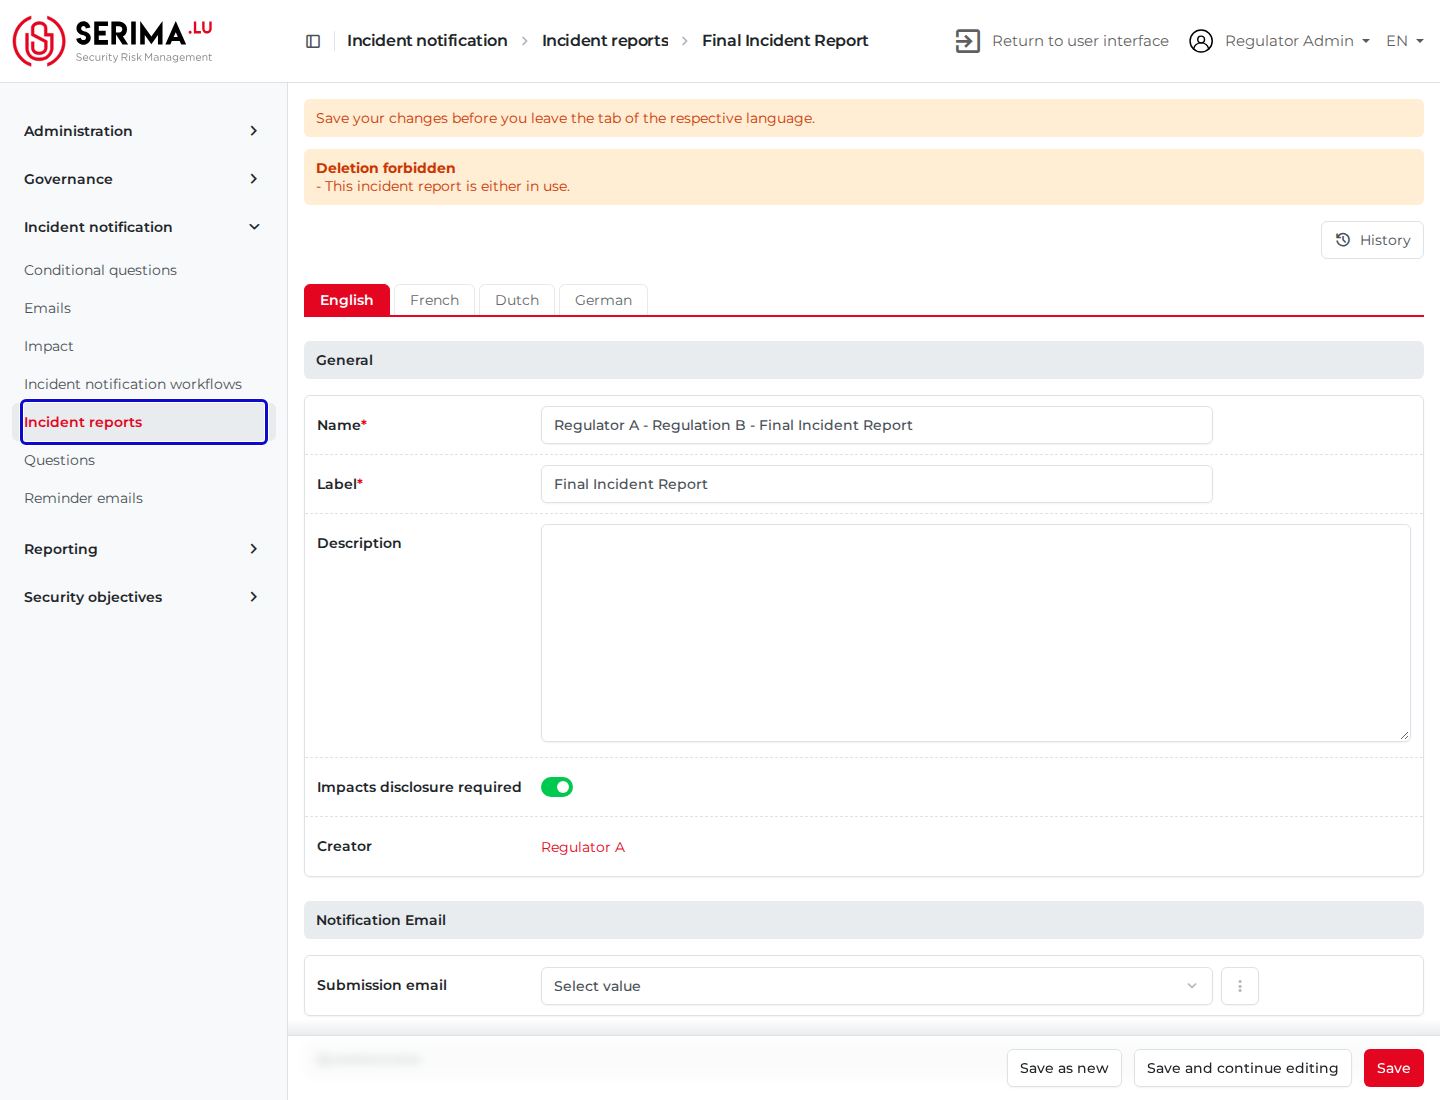 SERIMA.LU
Security Risk Management
Incident notification
Incident reports
Final Incident Report
Return to user interface
Regulator Admin
EN
Administration
Governance
Incident notification
Conditional questions
Emails
Impact
Incident notification workflows
Incident reports
Questions
Reminder emails
Reporting
Security objectives
Save your changes before you leave the tab of the respective language.
Deletion forbidden
- This incident report is either in use.
History
English
French
Dutch
German
General
Name*
Regulator A - Regulation B - Final Incident Report
Label*
Final Incident Report
Description
Impacts disclosure required
Creator
Regulator A
Notification Email
Submission email
Select value
Save as new
Save and continue editing
Save